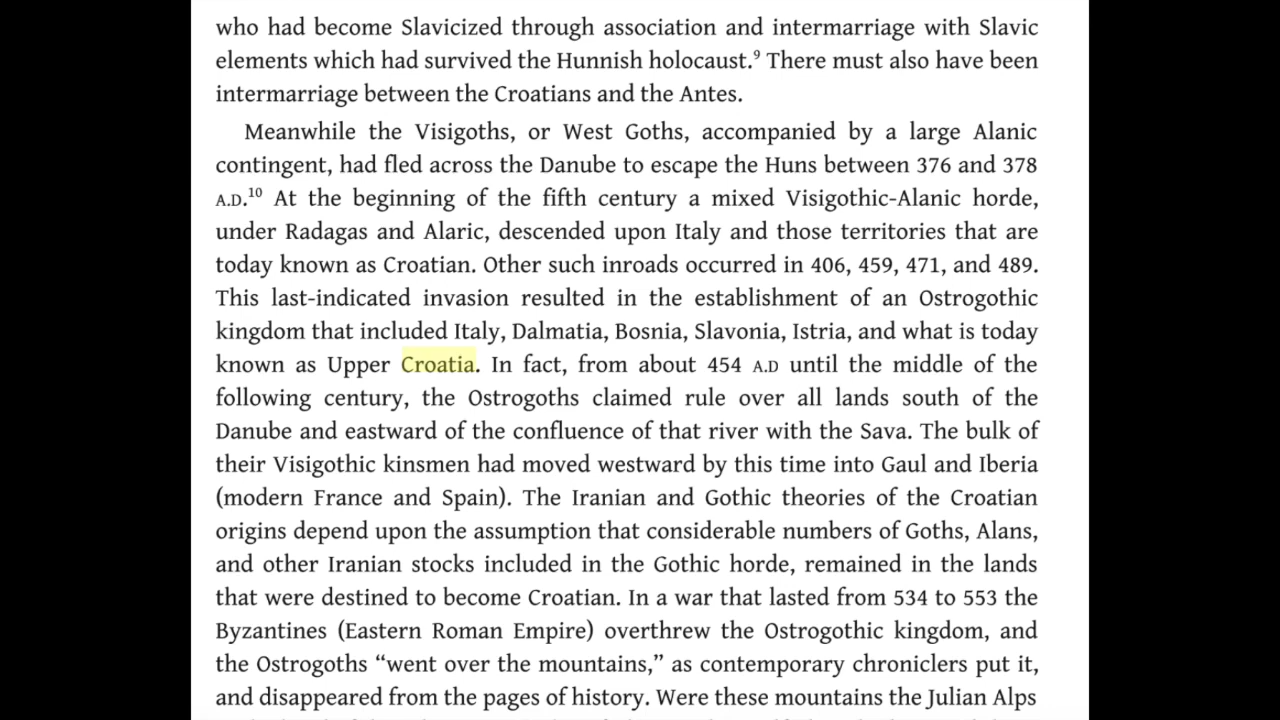 who had become Slavicized through association and intermarriage with Slavic
elements which had survived the Hunnish holocaust.⁹ There must also have been
intermarriage between the Croatians and the Antes.
Meanwhile the Visigoths, or West Goths, accompanied by a large Alanic
contingent, had fled across the Danube to escape the Huns between 376 and 378
A.D.¹⁰ At the beginning of the fifth century a mixed Visigothic-Alanic horde,
under Radagas and Alaric, descended upon Italy and those territories that are
today known as Croatian. Other such inroads occurred in 406, 459, 471, and 489.
This last-indicated invasion resulted in the establishment of an Ostrogothic
kingdom that included Italy, Dalmatia, Bosnia, Slavonia, Istria, and what is today
known as Upper Croatia. In fact, from about 454 A.D until the middle of the
following century, the Ostrogoths claimed rule over all lands south of the
Danube and eastward of the confluence of that river with the Sava. The bulk of
their Visigothic kinsmen had moved westward by this time into Gaul and Iberia
(modern France and Spain). The Iranian and Gothic theories of the Croatian
origins depend upon the assumption that considerable numbers of Goths, Alans,
and other Iranian stocks included in the Gothic horde, remained in the lands
that were destined to become Croatian. In a war that lasted from 534 to 553 the
Byzantines (Eastern Roman Empire) overthrew the Ostrogothic kingdom, and
the Ostrogoths “went over the mountains,” as contemporary chroniclers put it,
and disappeared from the pages of history. Were these mountains the Julian Alps